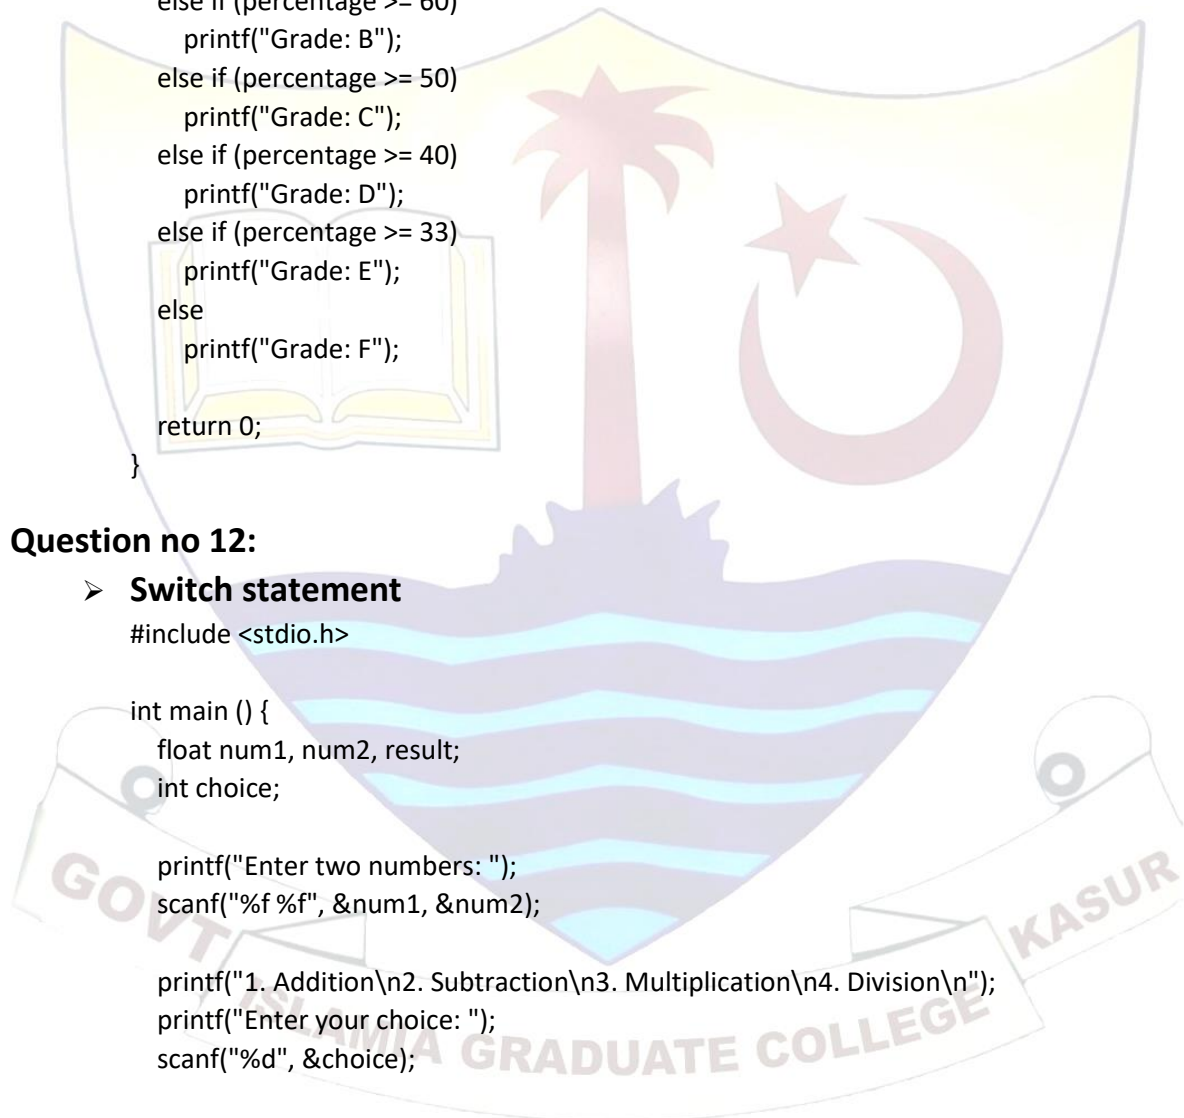 else if (percentage >= 60)
printf("Grade: B");
else if (percentage >= 50)
printf("Grade: C");
else if (percentage >= 40)
printf("Grade: D");
else if (percentage >= 33)
printf("Grade: E");
else
printf("Grade: F");
return 0;
}
Question no 12:
➢ Switch statement
#include <stdio.h>
int main () {
float num1, num2, result;
int choice;
printf("Enter two numbers: ");
scanf("%f %f", &num1, &num2);
printf("1. Addition\n2. Subtraction\n3. Multiplication\n4. Division\n");
printf("Enter your choice: ");
scanf("%d", &choice);
GOVT ISLAMIA GRADUATE COLLEGE KASUR